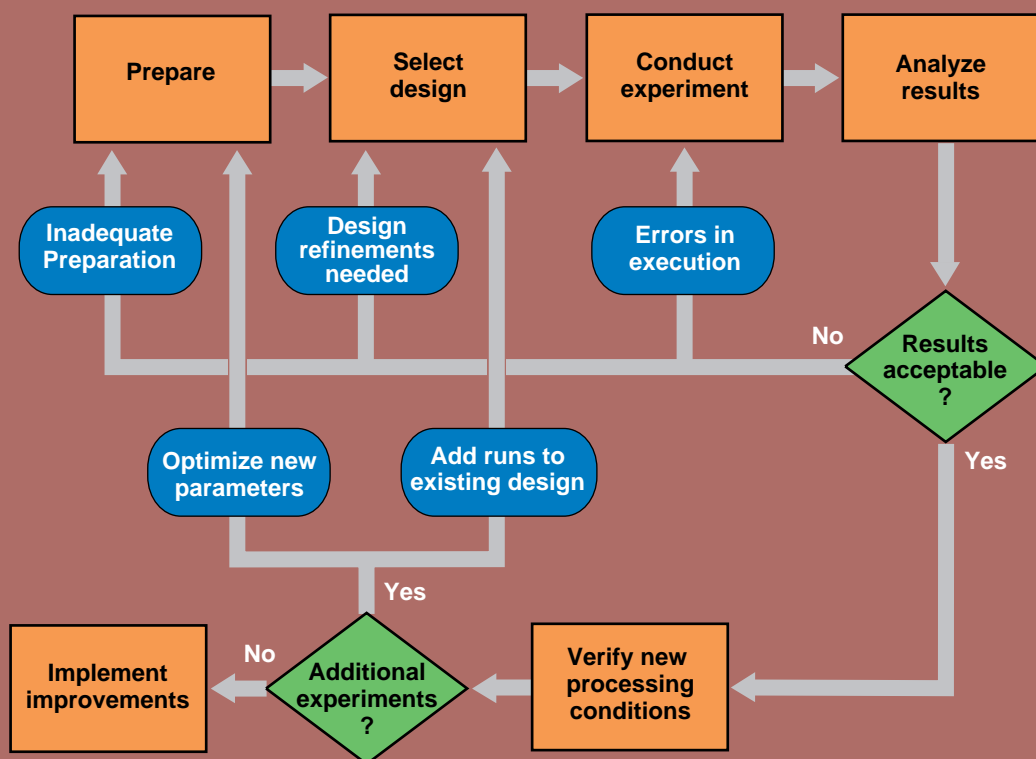 Prepare
Select
design
Conduct
experiment
Analyze
results
Inadequate
Preparation
Design
refinements
needed
Errors in
execution
No
Results
acceptable
?
Yes
Optimize new
parameters
Add runs to
existing design
Yes
Implement
improvements
No
Additional
experiments
?
Verify new
processing
conditions